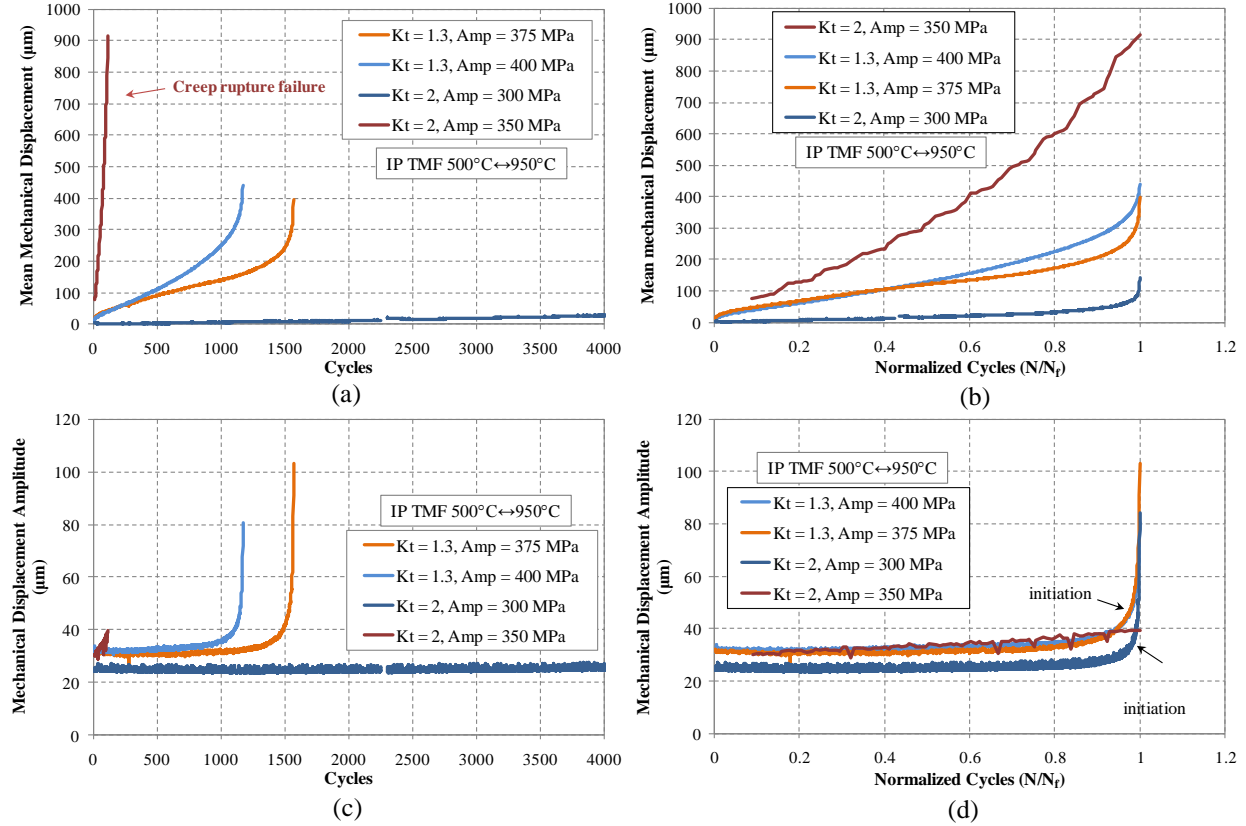 1000
900
800
700
600
500
400
300
200
100
0
Mean Mechanical Displacement (μm)
Creep rupture failure
Kt = 1.3, Amp = 375 MPa
Kt = 1.3, Amp = 400 MPa
Kt = 2, Amp = 300 MPa
Kt = 2, Amp = 350 MPa
IP TMF 500°C↔950°C
0 500 1000 1500 2000 2500 3000 3500 4000
Cycles
(a)
1000
900
800
700
600
500
400
300
200
100
0
Mean mechanical Displacement (μm)
Kt = 2, Amp = 350 MPa
Kt = 1.3, Amp = 400 MPa
Kt = 1.3, Amp = 375 MPa
Kt = 2, Amp = 300 MPa
IP TMF 500°C↔950°C
0 0.2 0.4 0.6 0.8 1 1.2
Normalized Cycles (N/Nf)
(b)
120
100
80
60
40
20
0
Mechanical Displacement Amplitude
(μm)
IP TMF 500°C↔950°C
Kt = 1.3, Amp = 375 MPa
Kt = 1.3, Amp = 400 MPa
Kt = 2, Amp = 300 MPa
Kt = 2, Amp = 350 MPa
0 500 1000 1500 2000 2500 3000 3500 4000
Cycles
(c)
120
100
80
60
40
20
0
Mechanical Displacement Amplitude
(μm)
IP TMF 500°C↔950°C
Kt = 1.3, Amp = 400 MPa
Kt = 1.3, Amp = 375 MPa
Kt = 2, Amp = 300 MPa
Kt = 2, Amp = 350 MPa
initiation
initiation
0 0.2 0.4 0.6 0.8 1 1.2
Normalized Cycles (N/Nf)
(d)